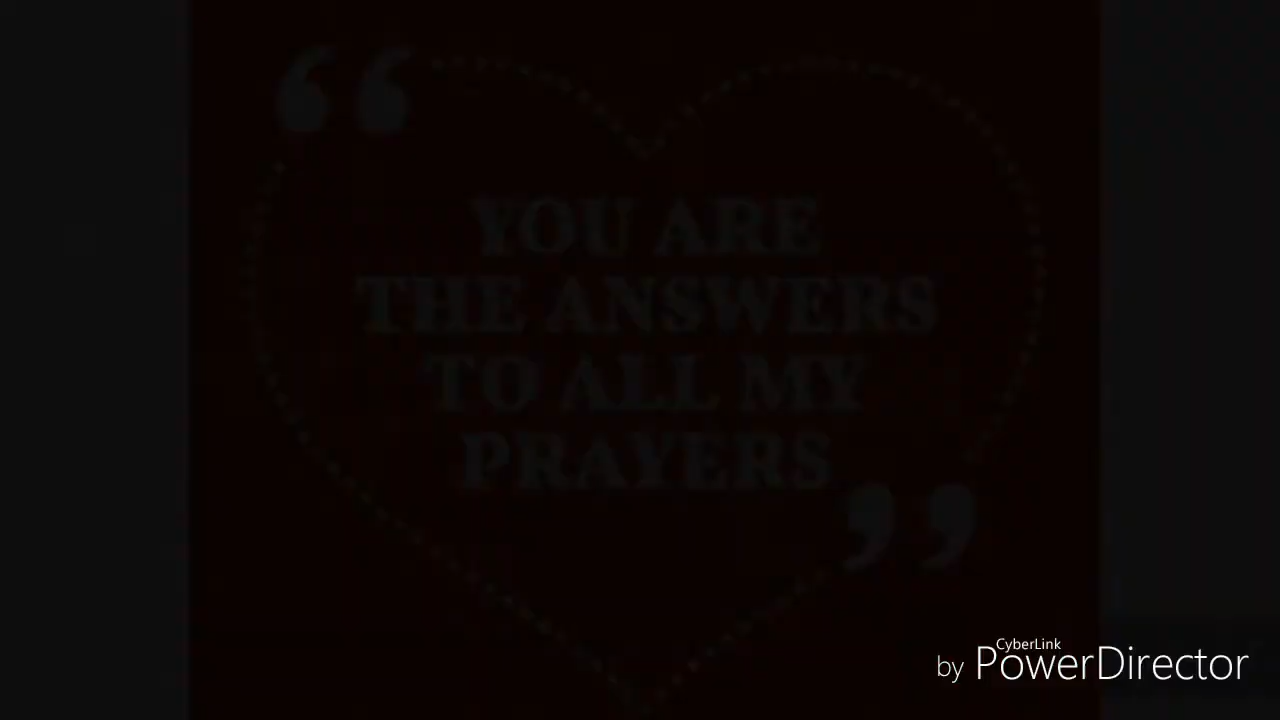 “
YOU ARE
THE ANSWERS
TO ALL MY
PRAYERS
”
CyberLink
by PowerDirector